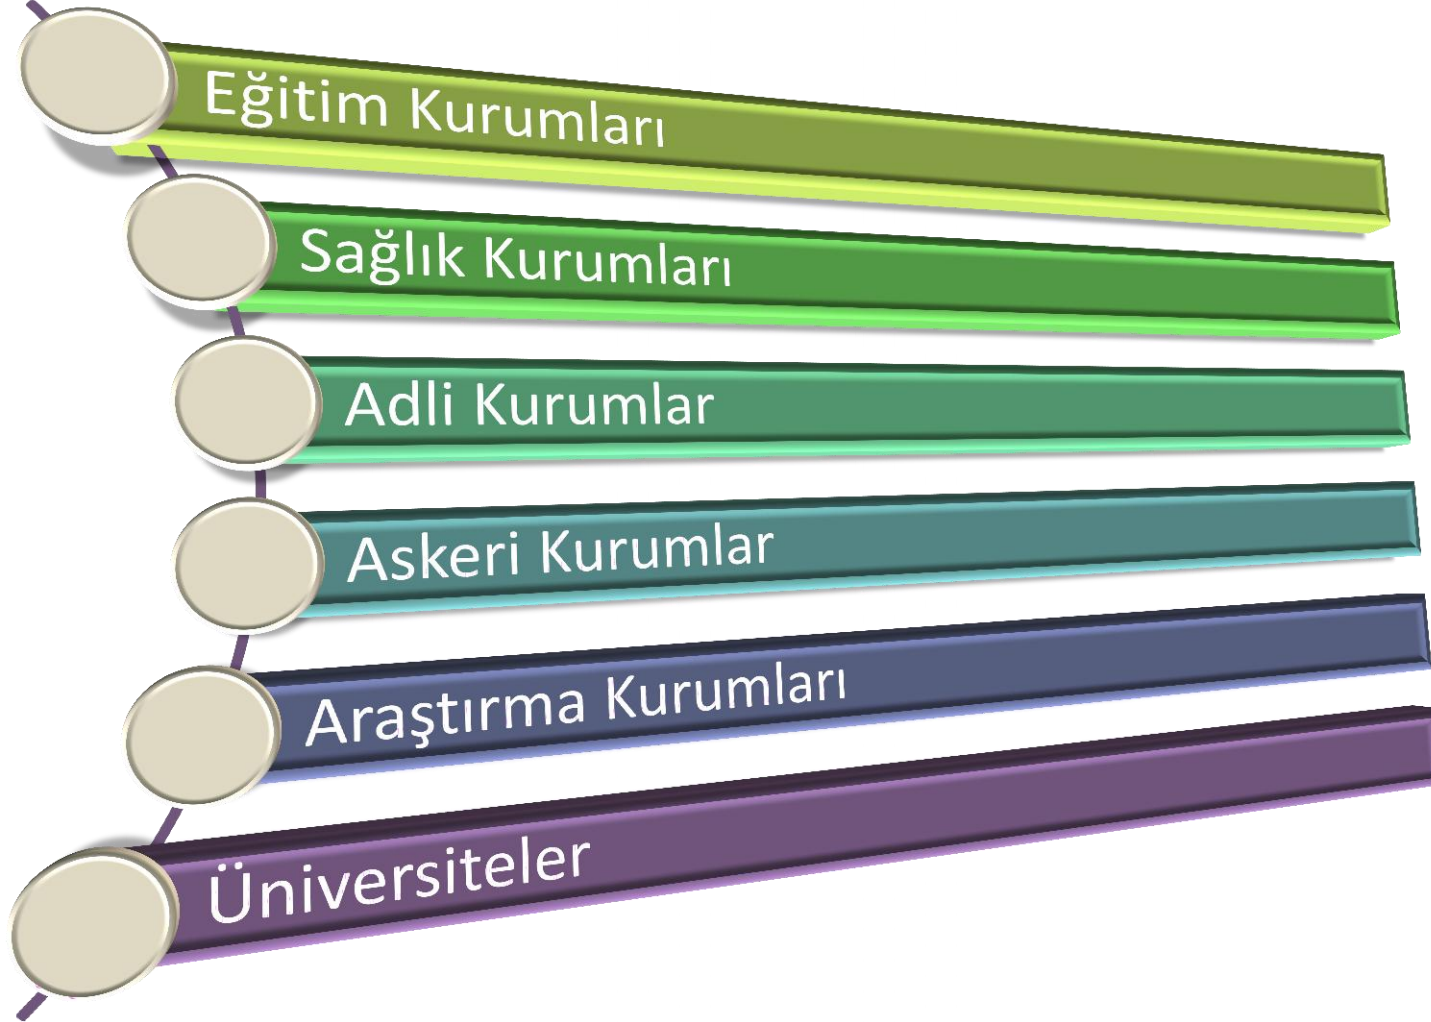 Eğitim Kurumları
Sağlık Kurumları
Adli Kurumlar
Askeri Kurumlar
Araştırma Kurumları
Üniversiteler